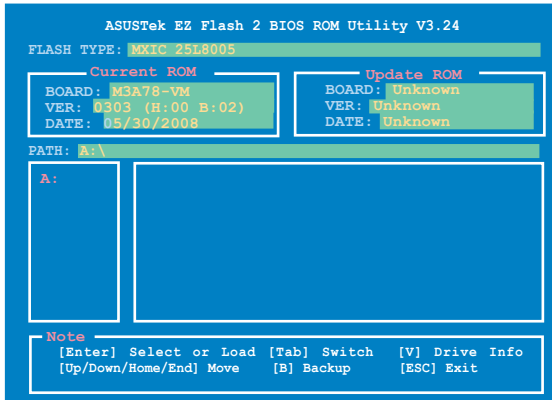 ASUSTek EZ Flash 2 BIOS ROM Utility V3.24
FLASH TYPE: MXIC 25L8005
Current ROM
BOARD: M3A78-VM
VER: 0303 (H:00 B:02)
DATE: 05/30/2008
Update ROM
BOARD: Unknown
VER: Unknown
DATE: Unknown
PATH: A:\
A:
Note
[Enter] Select or Load [Tab] Switch [V] Drive Info
[Up/Down/Home/End] Move [B] Backup [ESC] Exit